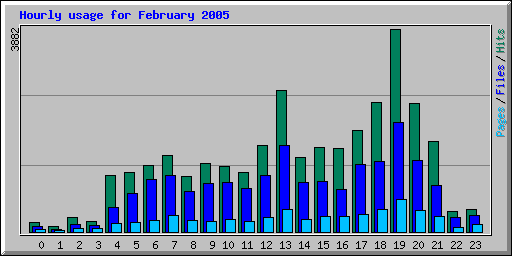 Hourly usage for February 2005
3882
Pages / Files / Hits
0 1 2 3 4 5 6 7 8 9 10 11 12 13 14 15 16 17 18 19 20 21 22 23